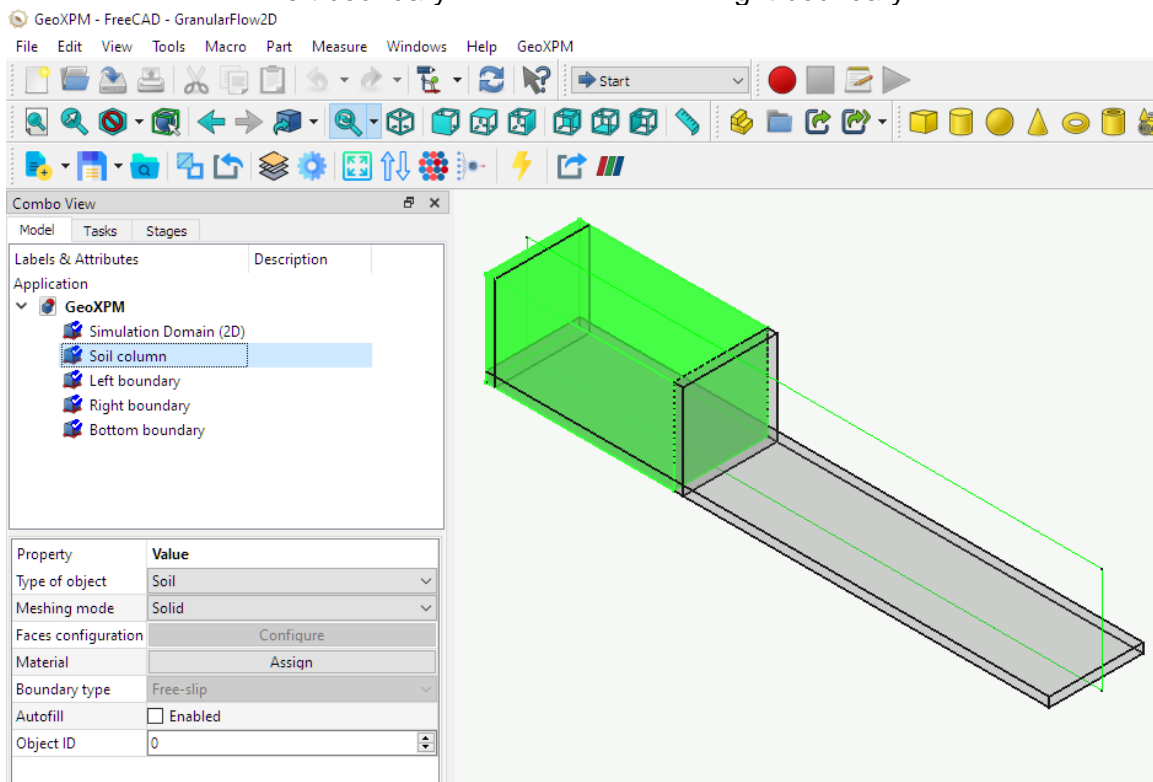 GeoXPM - FreeCAD - GranularFlow2D
File Edit View Tools Macro Part Measure Windows Help GeoXPM
Start
Combo View
Model Tasks Stages
Labels & Attributes Description
Application
GeoXPM
Simulation Domain (2D)
Soil column
Left boundary
Right boundary
Bottom boundary
Property Value
Type of object Soil
Meshing mode Solid
Faces configuration Configure
Material Assign
Boundary type Free-slip
Autofill Enabled
Object ID 0